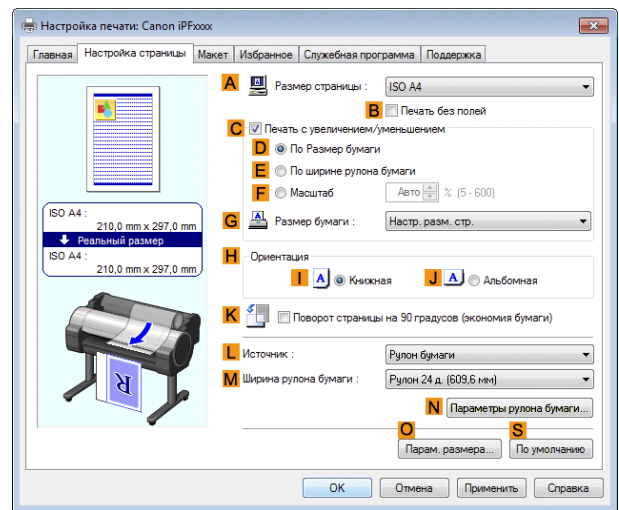 Настройка печати: Canon iPFxxxx
Главная Настройка страницы Макет Избранное Служебная программа Поддержка
A Размер страницы : ISO A4
B Печать без полей
C Печать с увеличением/уменьшением
D По Размер бумаги
E По ширине рулона бумаги
F Масштаб Авто % (5 - 600)
G Размер бумаги : Настр. разм. стр.
ISO A4 :
210,0 mm x 297,0 mm
Реальный размер
ISO A4 :
210,0 mm x 297,0 mm
H Ориентация
I A Книжная J A Альбомная
K Поворот страницы на 90 градусов (экономия бумаги)
L Источник : Рулон бумаги
M Ширина рулона бумаги : Рулон 24 д. (609,6 мм)
R
N Параметры рулона бумаги...
O S
Парам. размера... По умолчанию
OK Отмена Применить Справка